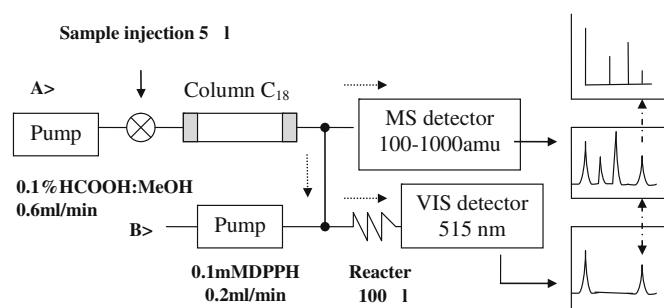 Sample injection 5 l
A>
Column C18
Pump
MS detector
100-1000amu
0.1%HCOOH:MeOH
0.6ml/min
B>
Pump
VIS detector
515 nm
0.1mMDPPH
0.2ml/min
Reacter
100 l